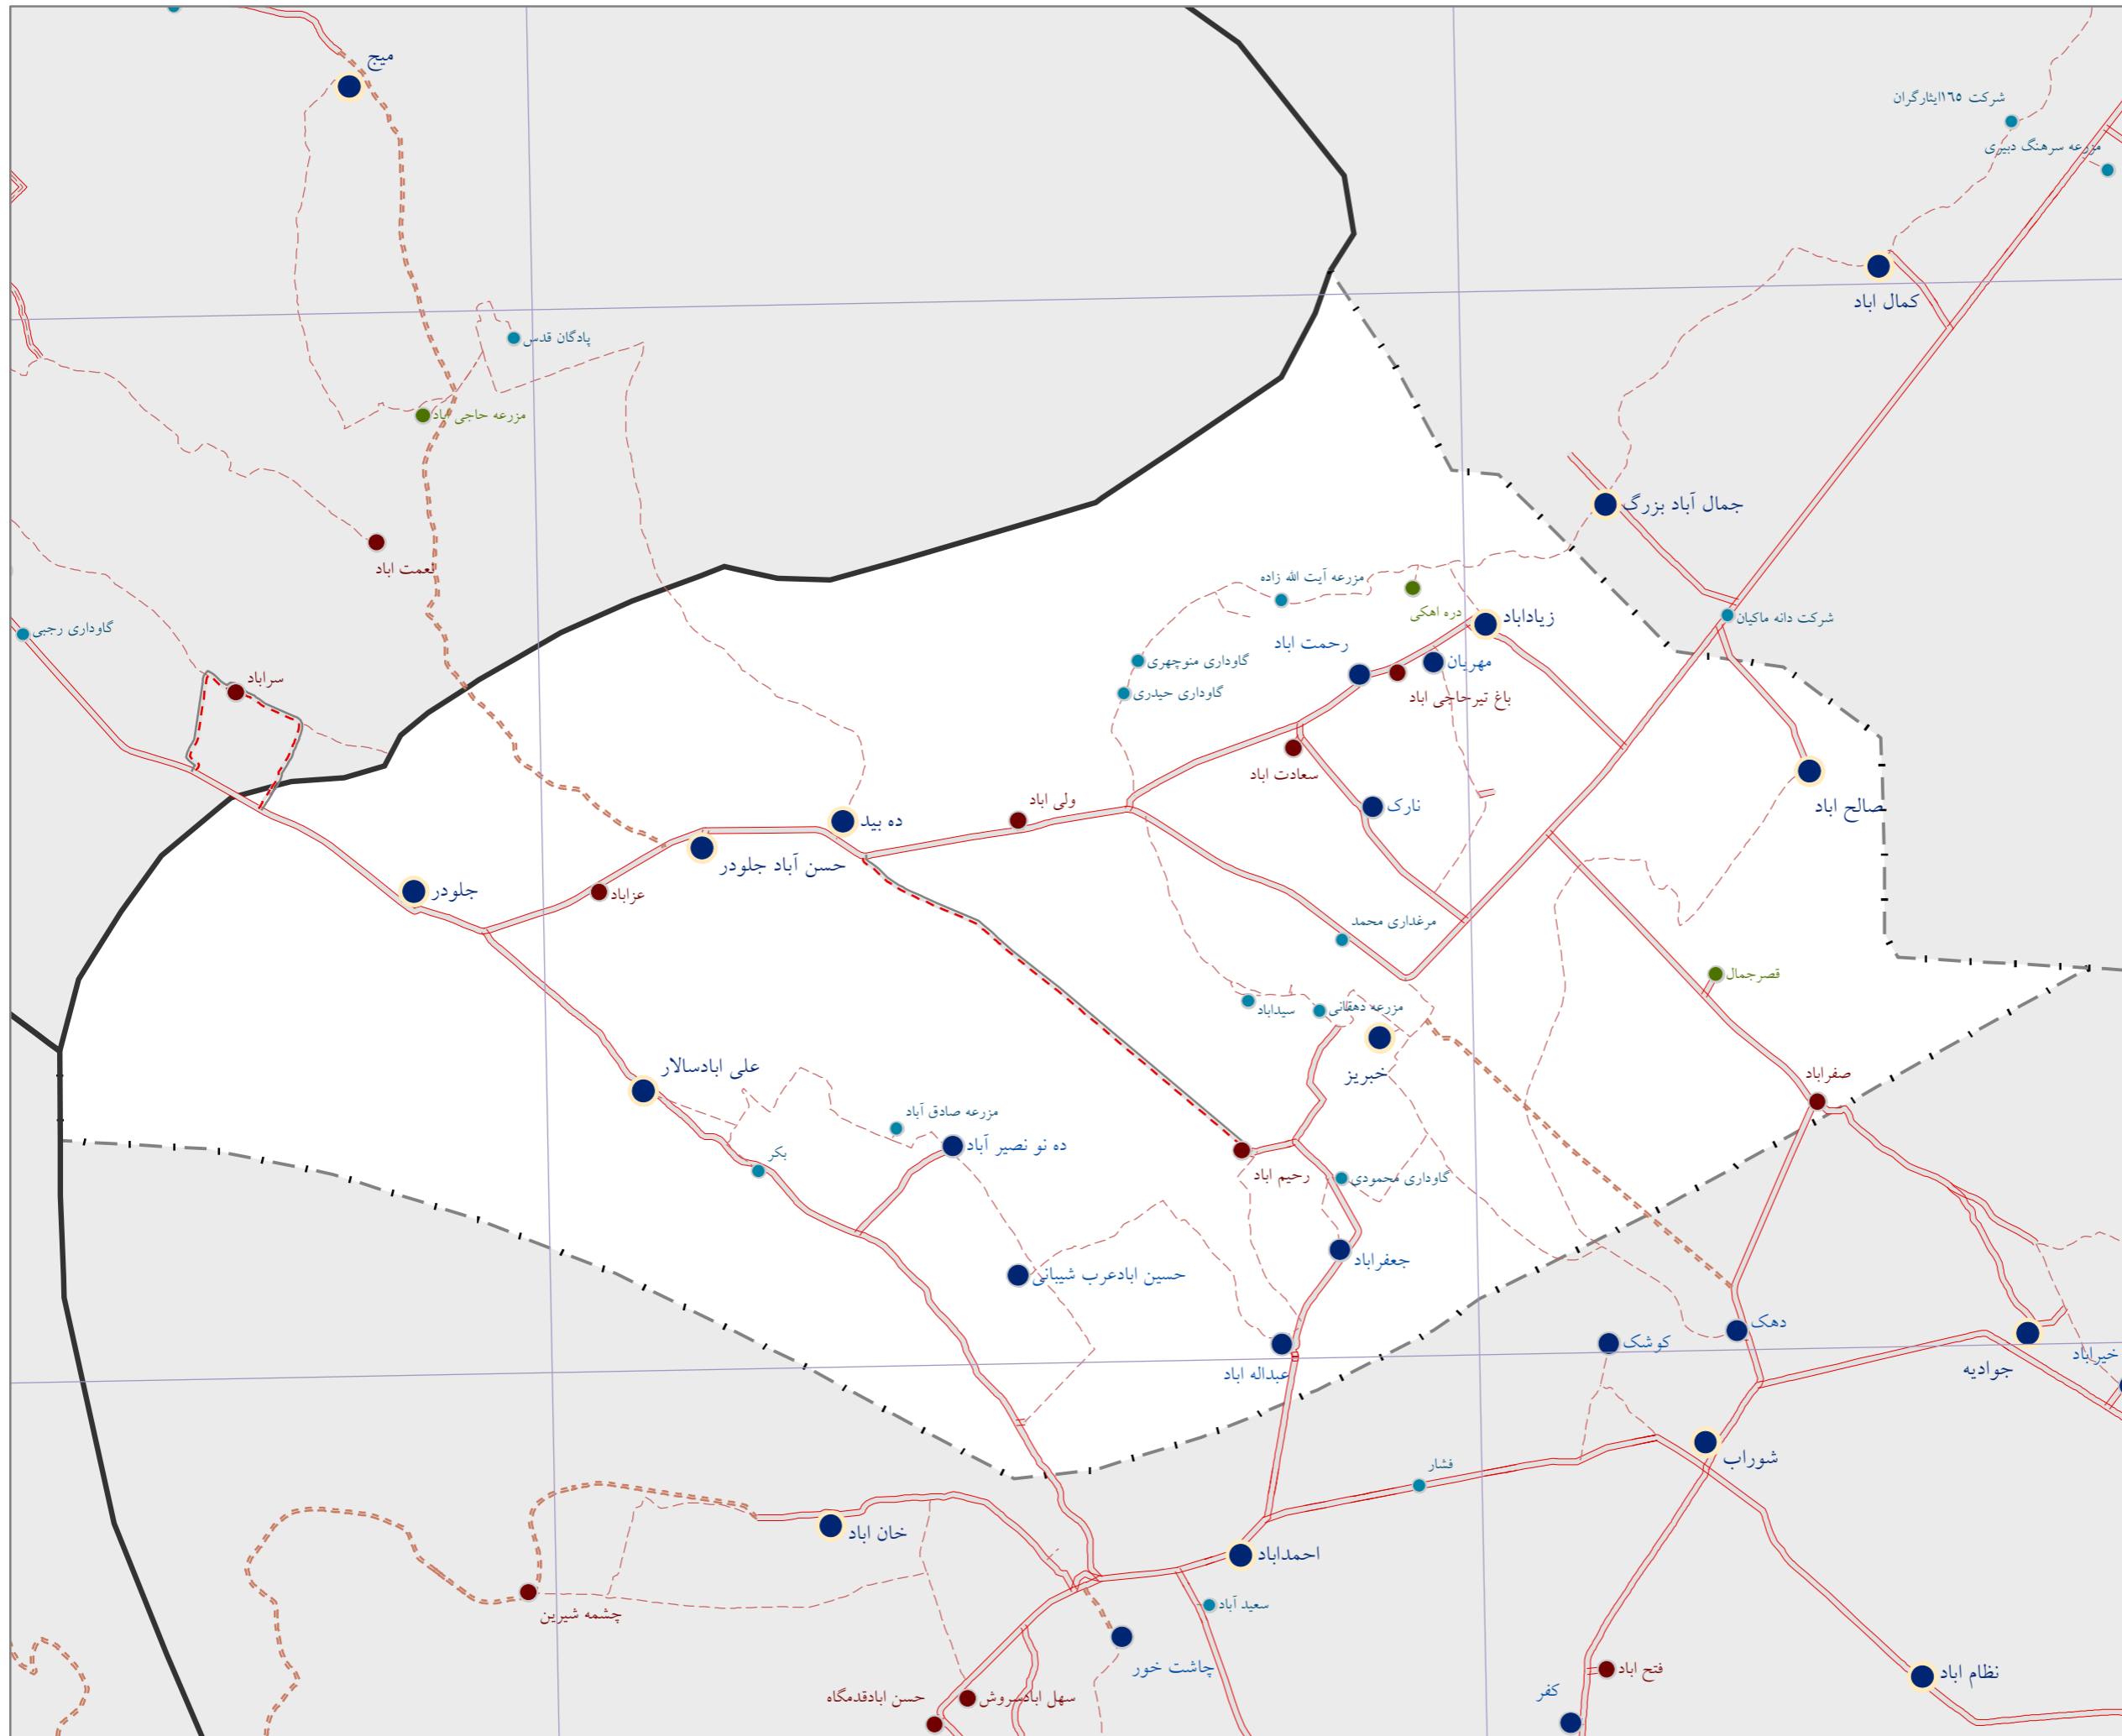 میج
شرکت ١٦٥ایثارگران
مزرعه سرهنگ دبیری
کمال اباد
پادگان قدس
مزرعه حاجی اباد
جمال آباد بزرگ
نعمت اباد
مزرعه آیت الله زاده
دره اهکی
زیاداباد
شرکت دانه ماکیان
گاوداری رجبی
رحمت اباد
مهریان
گاوداری منوچهری
سراباد
گاوداری حیدری
باغ تیرحاجی اباد
سعادت اباد
ولی اباد
نارک
صالح اباد
ده بید
حسن آباد جلودر
جلودر
عزاباد
مرغداری محمد
قصرجمال
سیداباد
مزرعه دهقانی
خبریز
صفراباد
علی ابادسالار
مزرعه صادق آباد
ده نو نصیر آباد
بکر
رحیم اباد
گاوداری محمودی
جعفراباد
حسین ابادعرب شیبانی
دهک
کوشک
خیراباد
جوادیه
عبداله اباد
شوراب
فشار
خان اباد
احمداباد
سعید آباد
چشمه شیرین
چاشت خور
فتح اباد
نظام اباد
کفر
سهل ابادسروش
حسن ابادقدمگاه